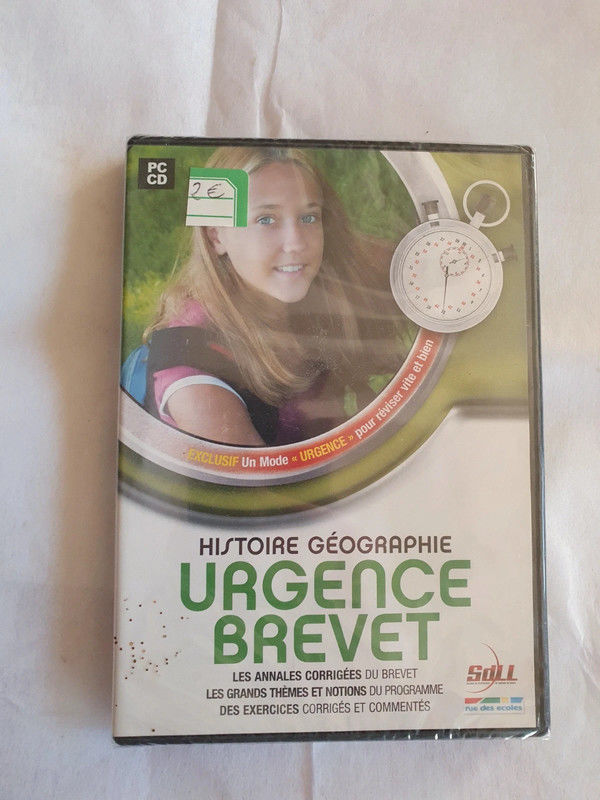 PC
CD
2 €
EXCLUSIF Un Mode « URGENCE » pour réviser vite et bien
HISTOIRE GÉOGRAPHIE
URGENCE
BREVET
LES ANNALES CORRIGÉES DU BREVET
LES GRANDS THÈMES ET NOTIONS DU PROGRAMME
DES EXERCICES CORRIGÉS ET COMMENTÉS
SdLL
rue des écoles